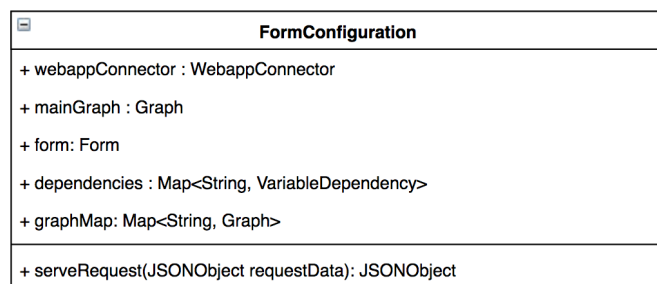 FormConfiguration
+ webappConnector : WebappConnector
+ mainGraph : Graph
+ form: Form
+ dependencies : Map<String, VariableDependency>
+ graphMap: Map<String, Graph>
+ serveRequest(JSONObject requestData): JSONObject